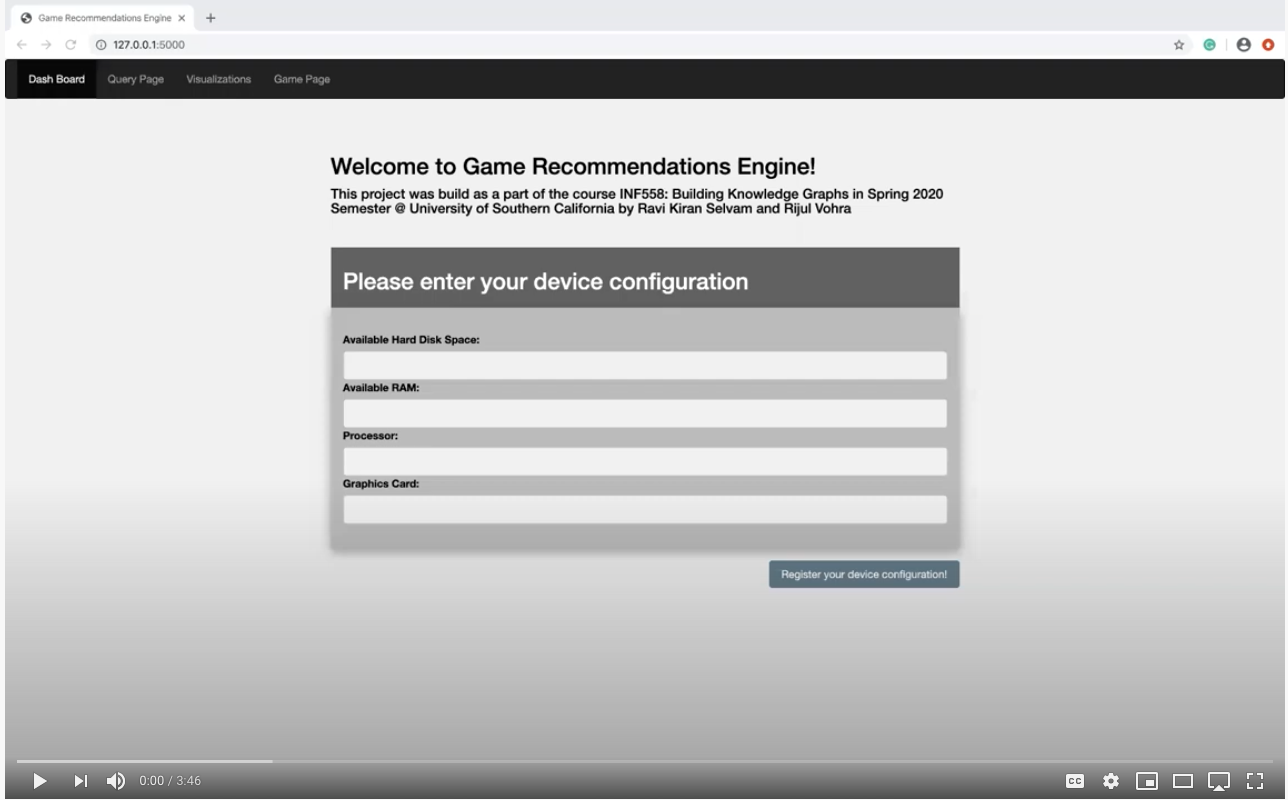 Game Recommendations Engine
127.0.0.1:5000
Dash Board Query Page Visualizations Game Page
Welcome to Game Recommendations Engine!
This project was build as a part of the course INF558: Building Knowledge Graphs in Spring 2020
Semester @ University of Southern California by Ravi Kiran Selvam and Rijul Vohra
Please enter your device configuration
Available Hard Disk Space:
Available RAM:
Processor:
Graphics Card:
Register your device configuration!
0:00 / 3:46
CC